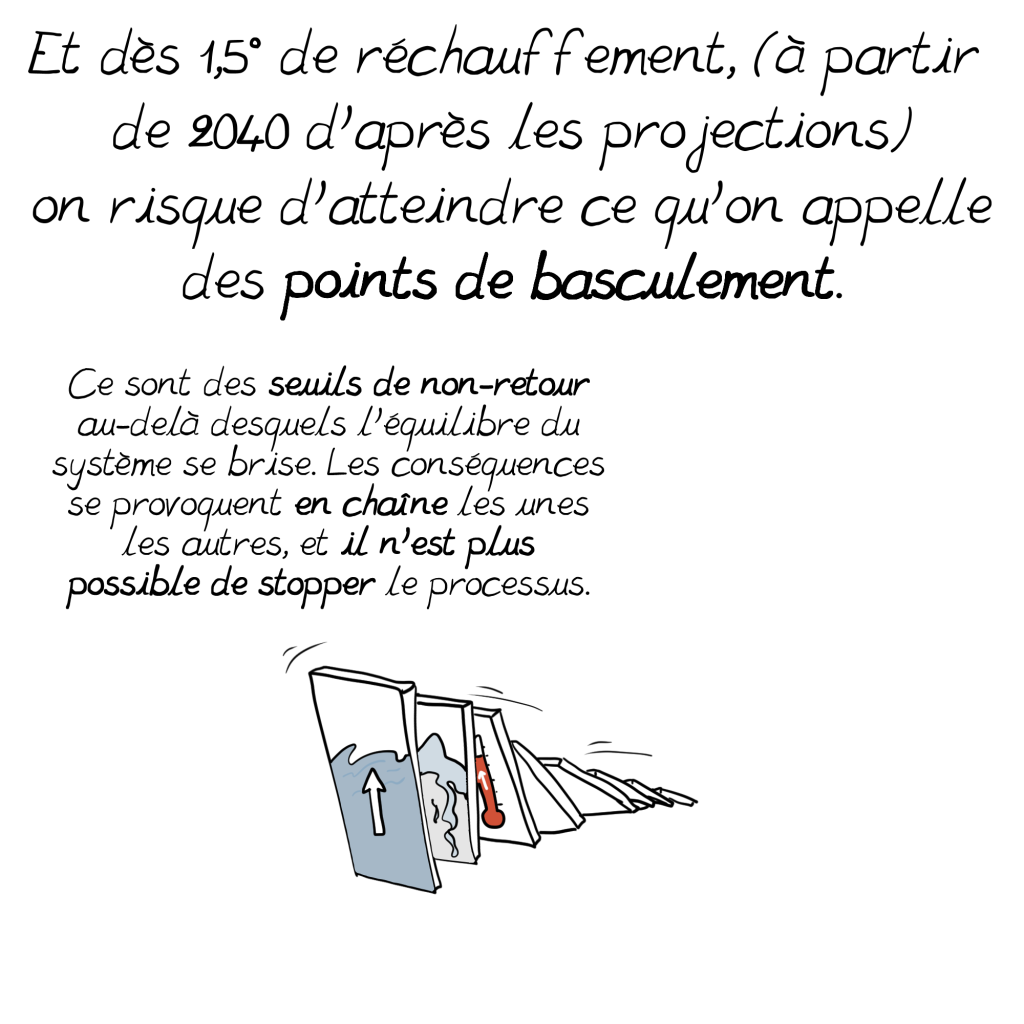 Et dès 1,5° de réchauffement, (à partir
de 2040 d'après les projections)
on risque d'atteindre ce qu'on appelle
des points de basculement.
Ce sont des seuils de non-retour
au-delà desquels l'équilibre du
système se brise. Les conséquences
se provoquent en chaîne les unes
les autres, et il n'est plus
possible de stopper le processus.